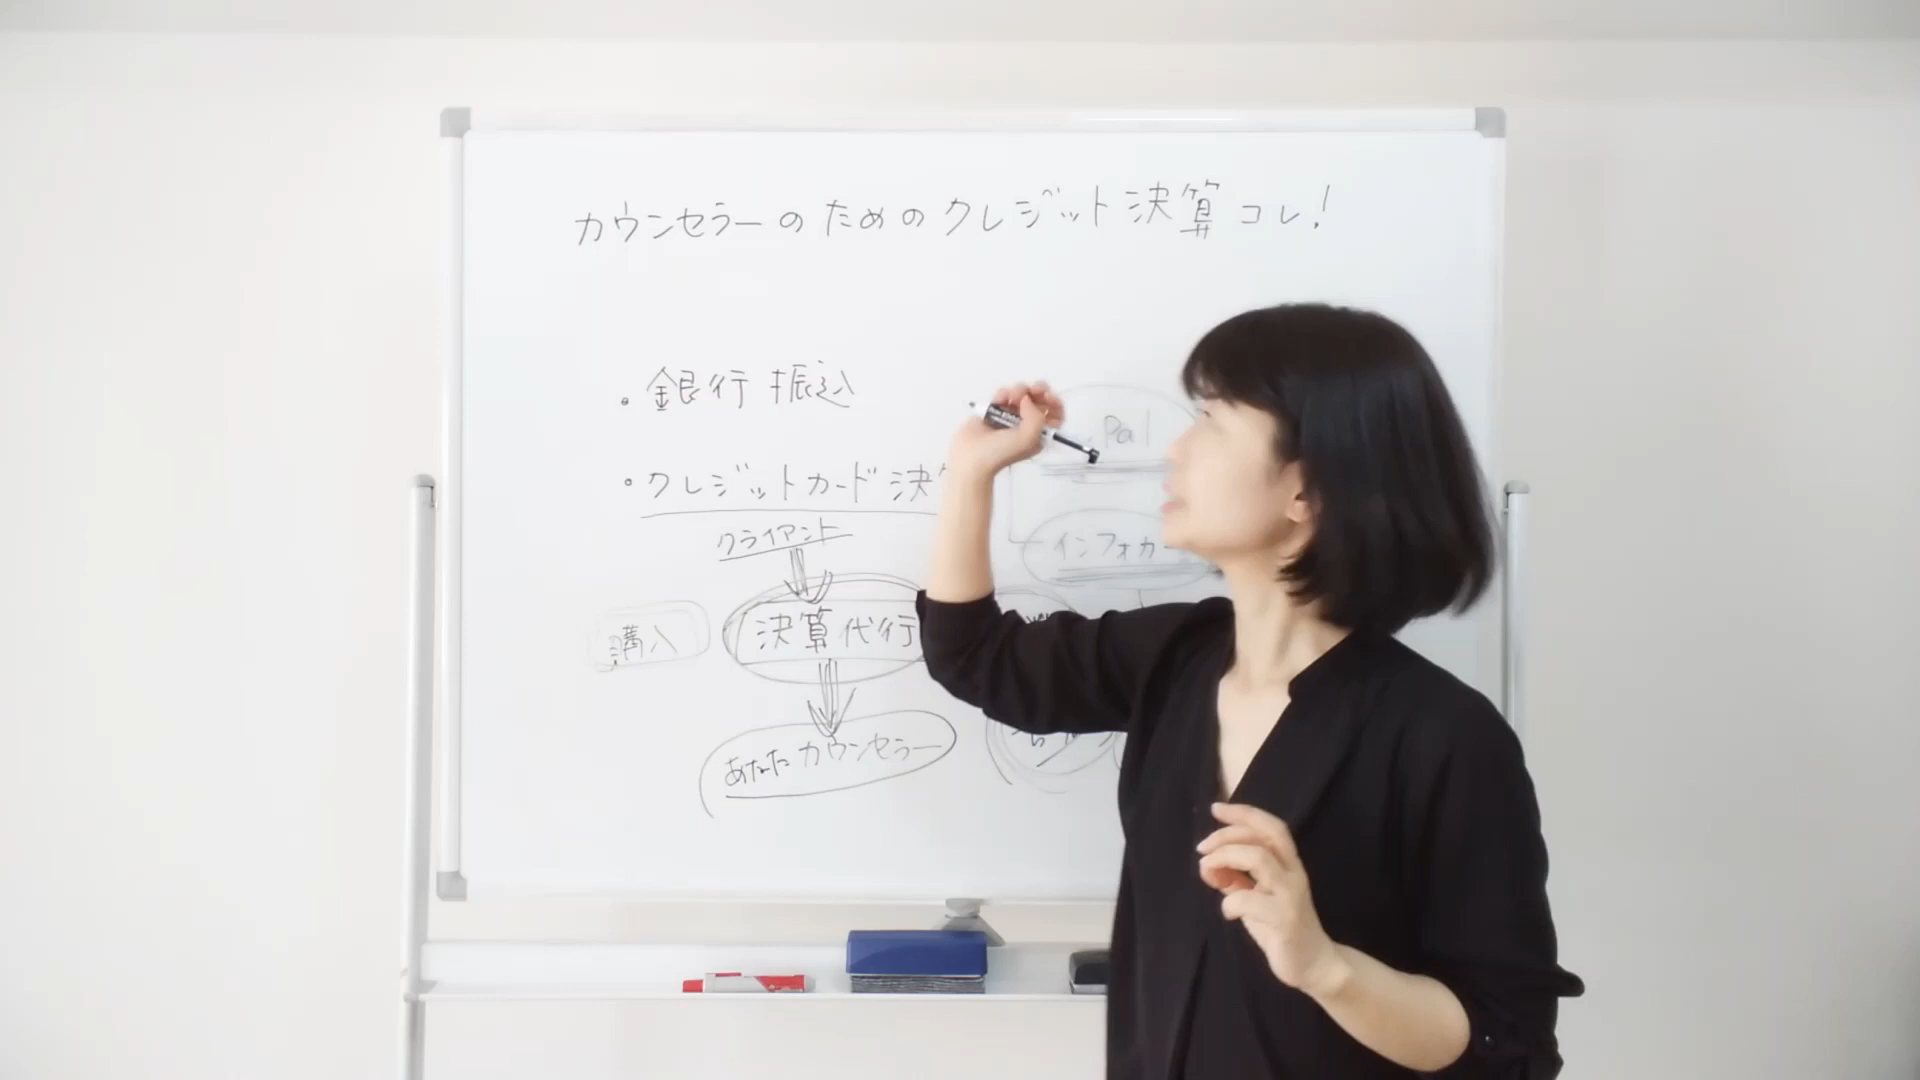 カウンセラーのためのクレジット決算コレ!
・銀行振込
・クレジットカード決
クライアント
購入
決算代行
あなたカウンセラー
Pal
インフォカー